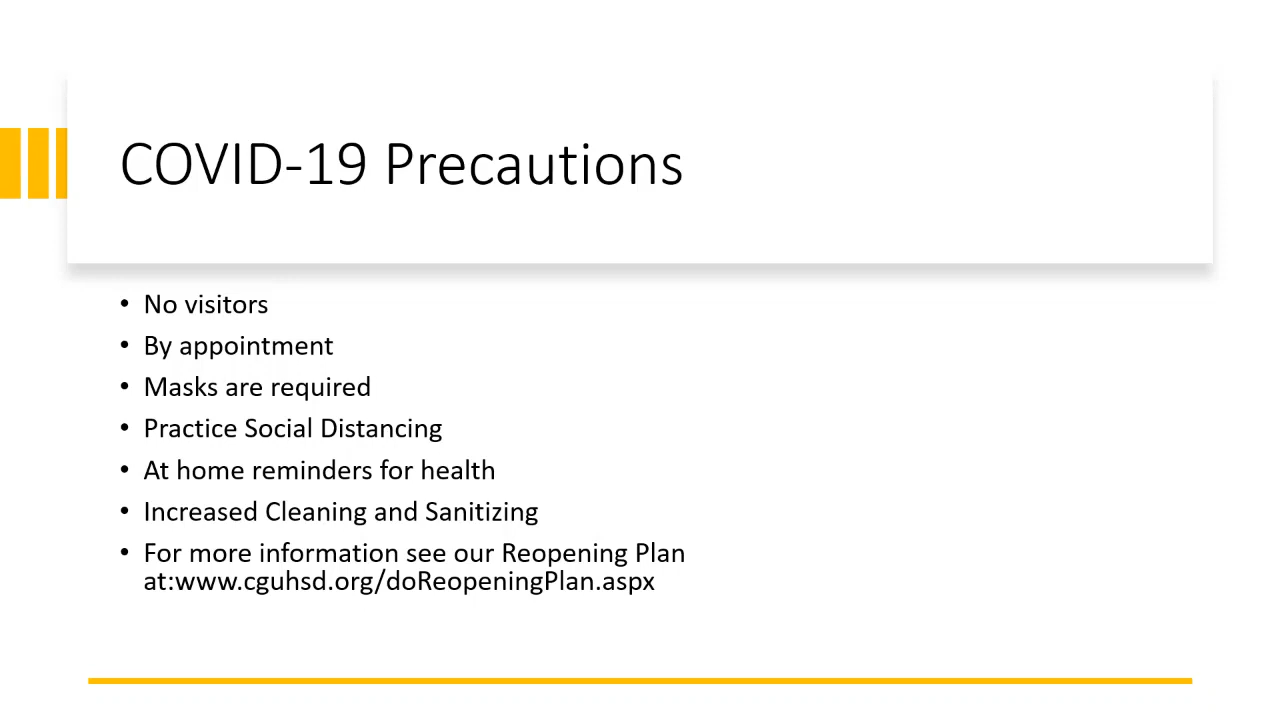 COVID-19 Precautions
• No visitors
• By appointment
• Masks are required
• Practice Social Distancing
• At home reminders for health
• Increased Cleaning and Sanitizing
• For more information see our Reopening Plan
at:www.cguhsd.org/doReopeningPlan.aspx